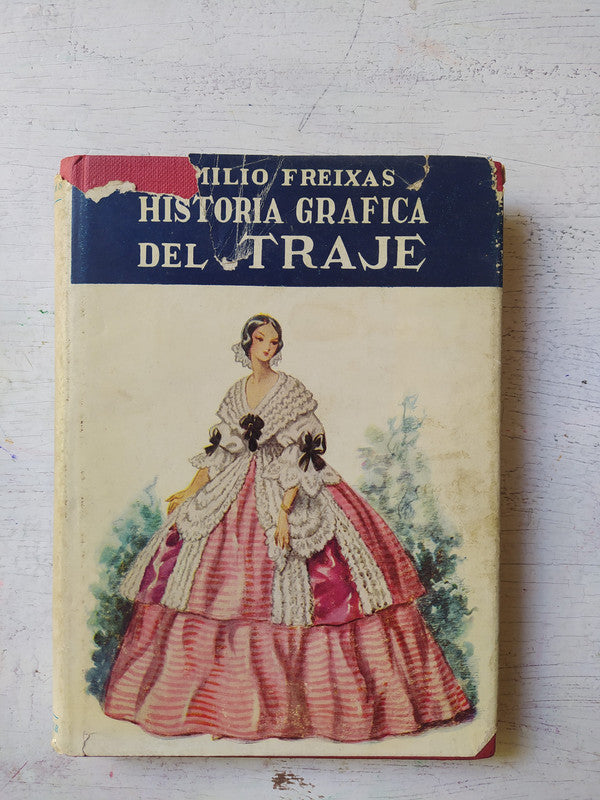 MILIO FREIXAS
HISTORIA GRAFICA
DEL TRAJE